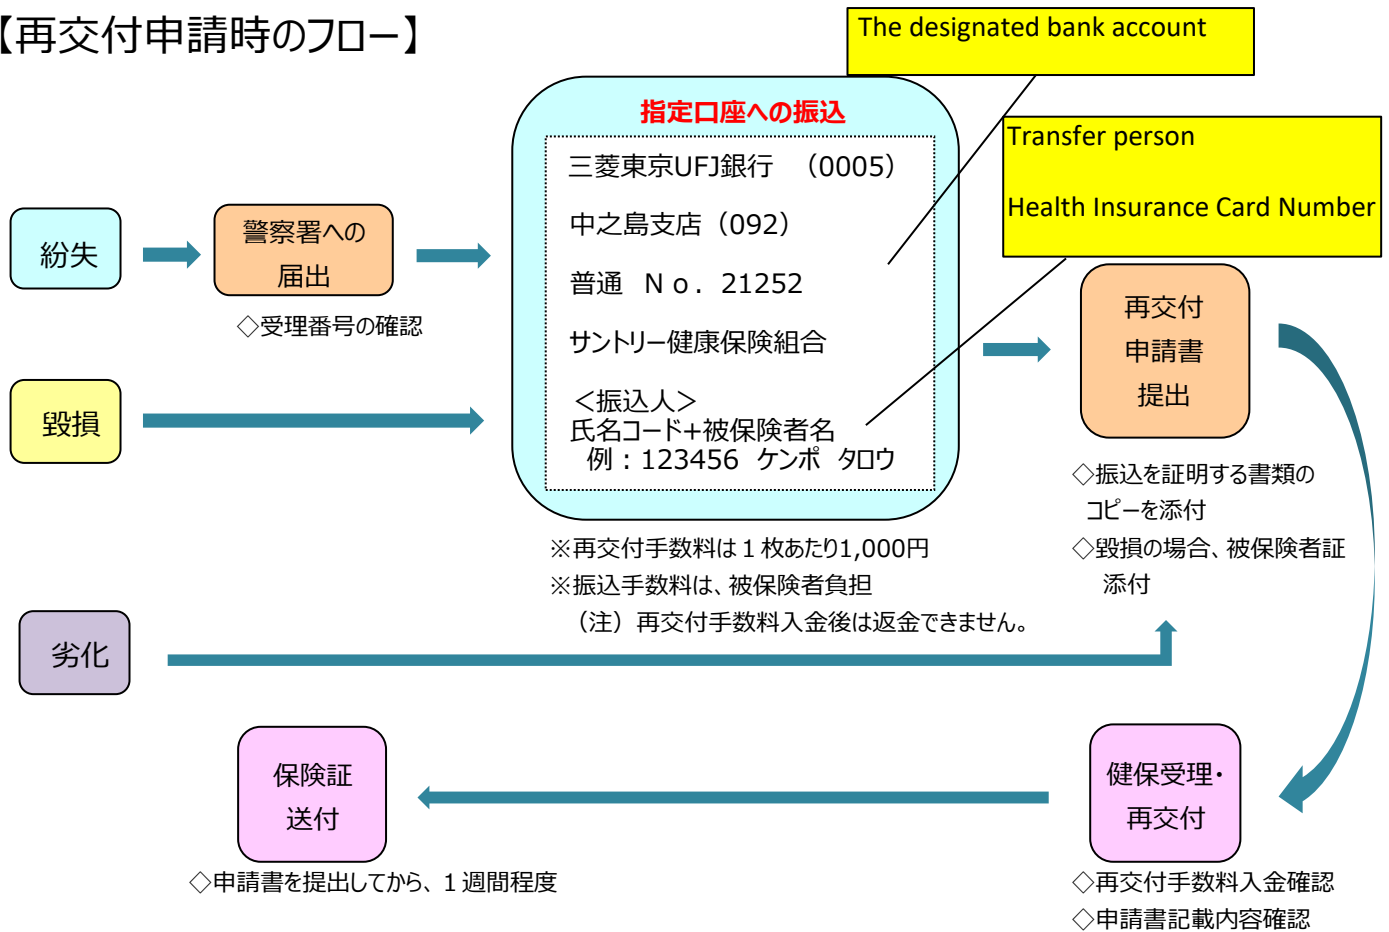 【再交付申請時のフロー】
The designated bank account
指定口座への振込
Transfer person
Health Insurance Card Number
三菱東京UFJ銀行　（0005）
中之島支店（092）
普通　Ｎｏ．21252
サントリー健康保険組合
＜振込人＞
氏名コード+被保険者名
例：123456 ケンポ タロウ
紛失
警察署への
届出
◇受理番号の確認
毀損
再交付
申請書
提出
◇振込を証明する書類の
コピーを添付
◇毀損の場合、被保険者証
添付
※再交付手数料は１枚あたり1,000円
※振込手数料は、被保険者負担
（注）再交付手数料入金後は返金できません。
劣化
保険証
送付
◇申請書を提出してから、１週間程度
健保受理・
再交付
◇再交付手数料入金確認
◇申請書記載内容確認